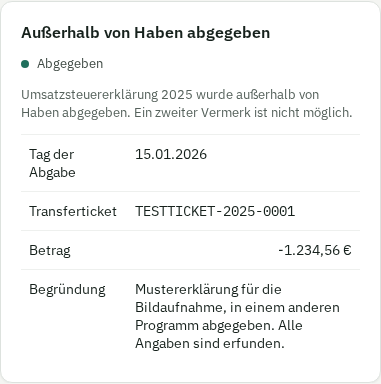 Außerhalb von Haben abgegeben
Abgegeben
Umsatzsteuererklärung 2025 wurde außerhalb von
Haben abgegeben. Ein zweiter Vermerk ist nicht möglich.
Tag der Abgabe 15.01.2026
Transferticket TESTTICKET-2025-0001
Betrag -1.234,56 €
Begründung Mustererklärung für die
Bildaufnahme, in einem anderen
Programm abgegeben. Alle
Angaben sind erfunden.